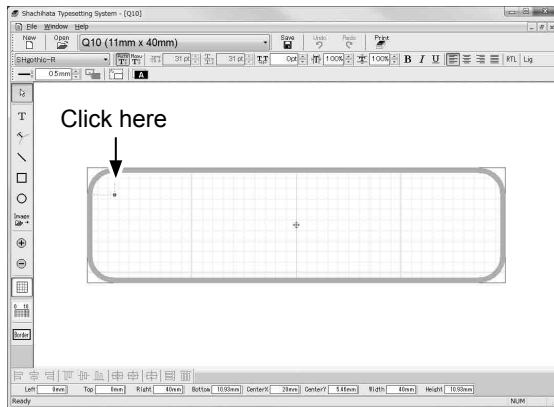 Shachihata Typesetting System - [Q10]
File Window Help
New Open Q10 (11mm x 40mm) Save Undo Redo Print
SHgothic-R 31 pt 31 pt 0pt 100% 100% B I U RTL Lig
0.5mm A
T
Click here
Image
Border
Left 0mm Top 0mm Right 40mm Bottom 10.93mm CenterX 20mm CenterY 5.46mm Width 40mm Height 10.93mm
Ready NUM